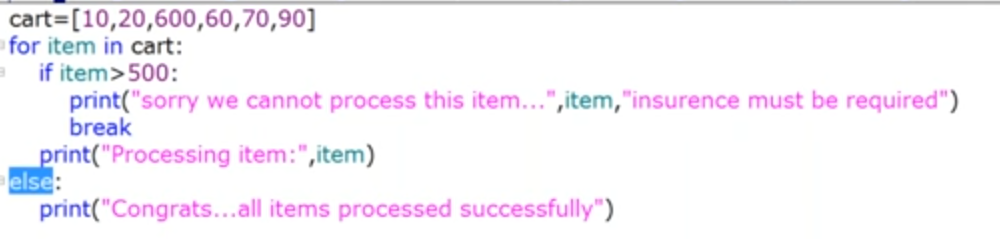 cart=[10,20,600,60,70,90]
for item in cart:
    if item>500:
        print("sorry we cannot process this item...",item,"insurence must be required")
        break
    print("Processing item:",item)
else:
    print("Congrats...all items processed successfully")